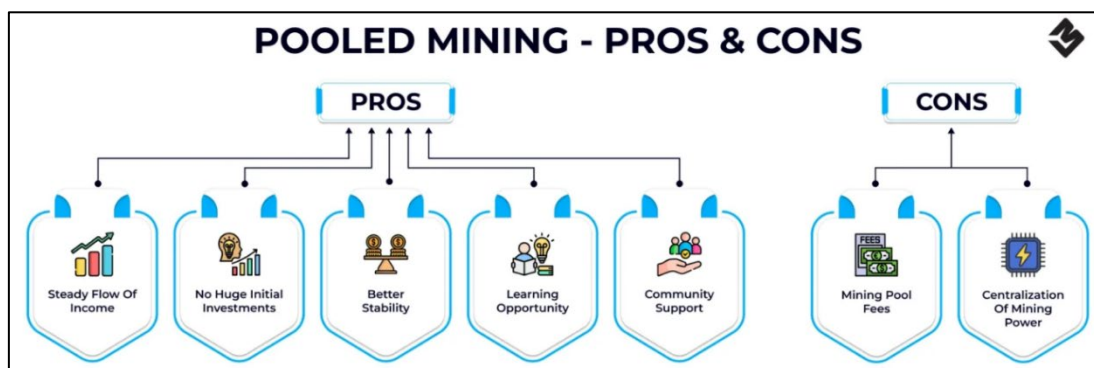 POOLED MINING - PROS & CONS
PROS
CONS
Steady Flow Of
Income
No Huge Initial
Investments
Better
Stability
Learning
Opportunity
Community
Support
FEES
Mining Pool
Fees
Centralization
Of Mining
Power